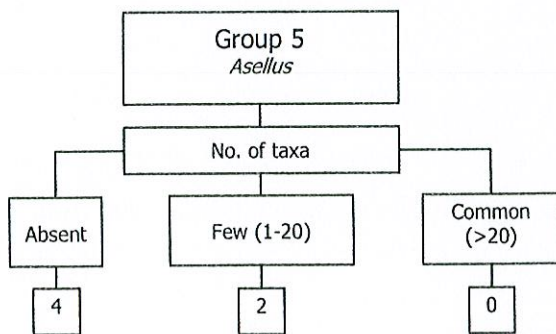 Group 5
Asellus
No. of taxa
Absent
Few (1-20)
Common
(>20)
4
2
0